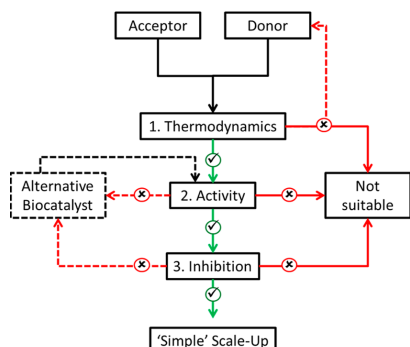 Acceptor
Donor
1. Thermodynamics
Alternative
Biocatalyst
2. Activity
Not
suitable
3. Inhibition
‘Simple’ Scale-Up